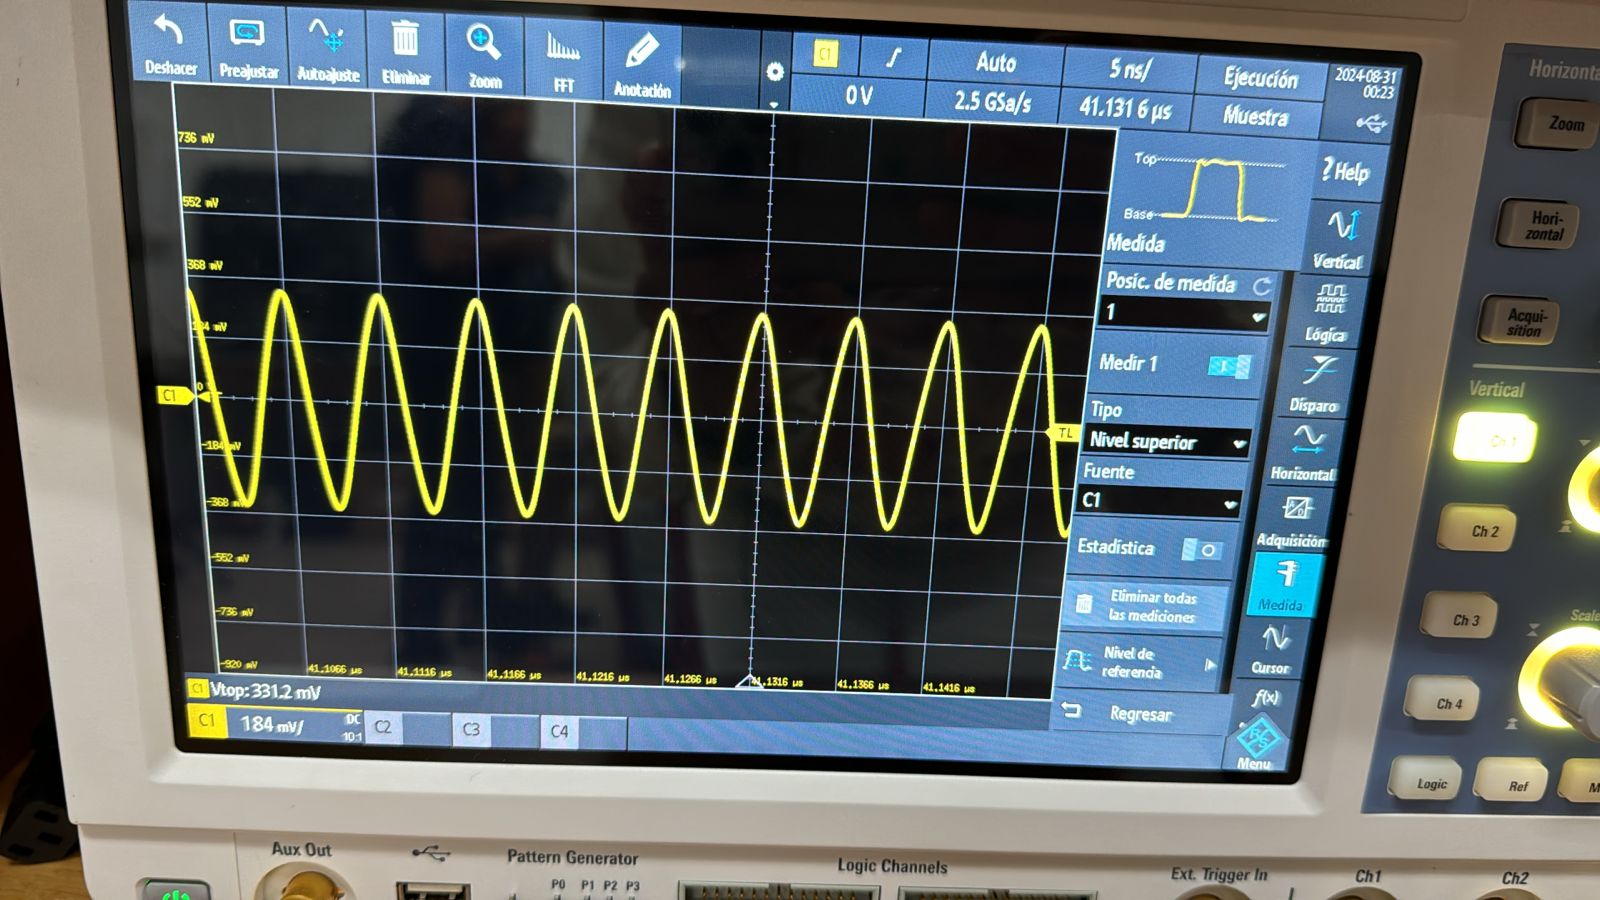 Deshacer
Preajustar
Autoajuste
Eliminar
Zoom
FFT
Anotación
C1
Auto
5 ns/
Ejecución
0 V
2.5 GSa/s
41.131 6 µs
Muestra
2024-08-31
00:23
736 mV
552 mV
368 mV
184 mV
0
C1
-184 mV
-368 mV
-552 mV
-736 mV
-920 mV
TL
41.1066 µs
41.1116 µs
41.1166 µs
41.1216 µs
41.1266 µs
41.1316 µs
41.1366 µs
41.1416 µs
Top
Base
Medida
Posic. de medida
1
Medir 1
Tipo
Nivel superior
Fuente
C1
Estadística
Eliminar todas
las mediciones
Nivel de
referencia
Regresar
? Help
Vertical
Lógica
Disparo
Horizontal
Adquisición
Medida
Cursor
f(x)
R&S
Menu
C1 Vtop: 331.2 mV
C1 184 mV/ DC
10:1
C2
C3
C4
Zoom
Hori-
zontal
Acqui-
sition
Vertical
Ch 1
Ch 2
Ch 3
Scale
Ch 4
Logic
Ref
Aux Out
Pattern Generator
P0 P1 P2 P3
Logic Channels
Ext. Trigger In
Ch1
Ch2